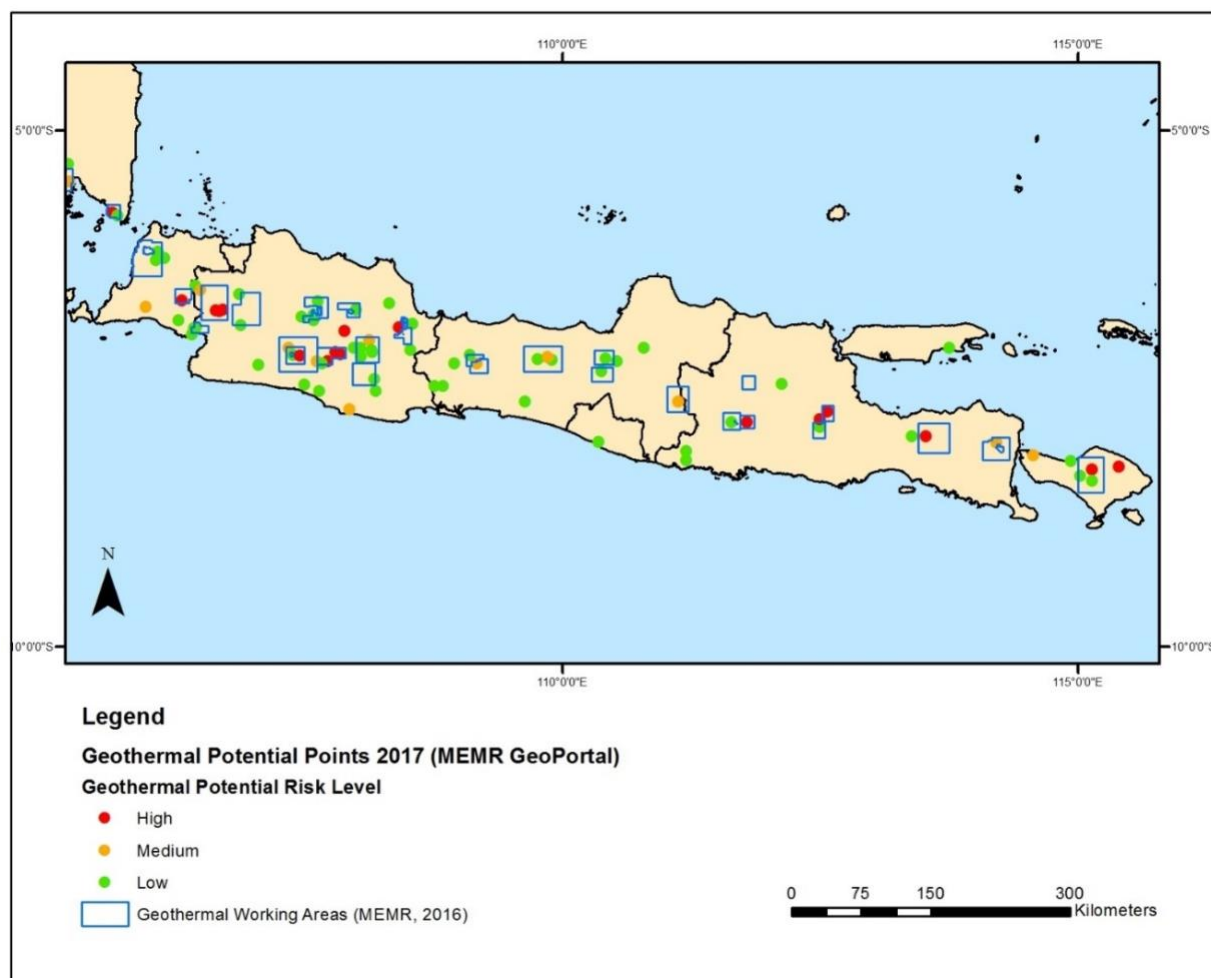 110°0'0"E 115°0'0"E
5°0'0"S 5°0'0"S
N
10°0'0"S 10°0'0"S
110°0'0"E 115°0'0"E
Legend
Geothermal Potential Points 2017 (MEMR GeoPortal)
Geothermal Potential Risk Level
High
Medium
Low
Geothermal Working Areas (MEMR, 2016)
0 75 150 300
Kilometers